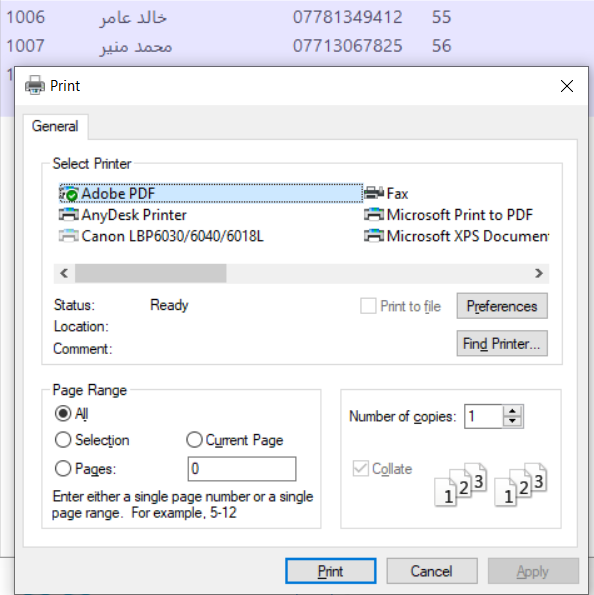 1006 خالد عامر 07781349412 55
1007 محمد منير 07713067825 56
Print
General
Select Printer
Adobe PDF Fax
AnyDesk Printer Microsoft Print to PDF
Canon LBP6030/6040/6018L Microsoft XPS Document
Status: Ready Print to file Preferences
Location:
Comment: Find Printer...
Page Range
All Number of copies: 1
Selection Current Page
Pages: 0 Collate
1 2 3 1 2 3
Enter either a single page number or a single
page range. For example, 5-12
Print Cancel Apply